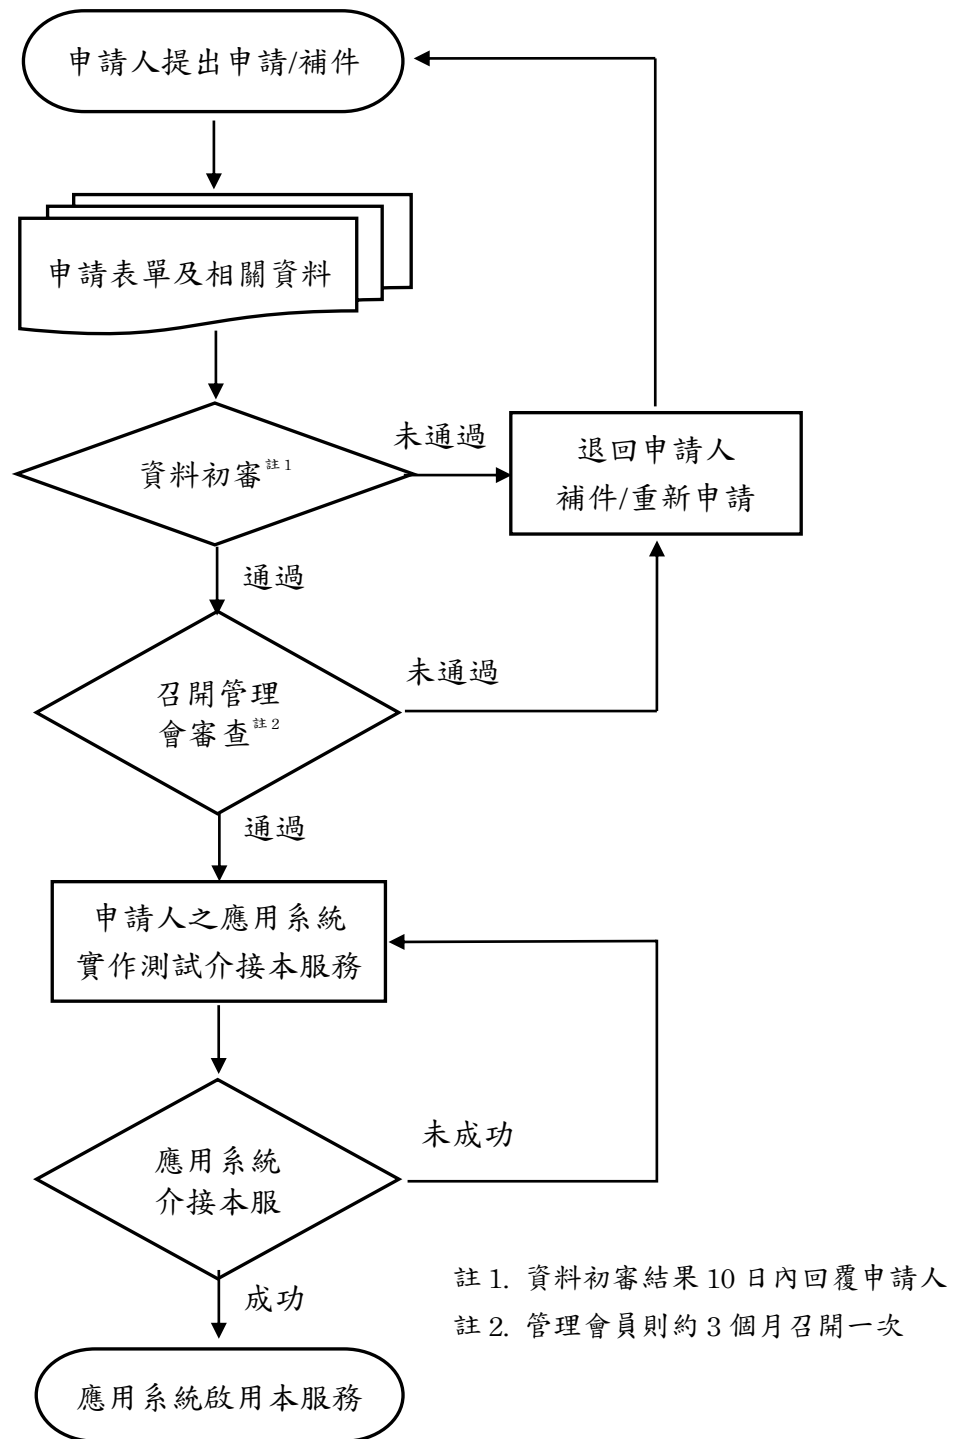 申請人提出申請/補件
申請表單及相關資料
資料初審註1
未通過
退回申請人
補件/重新申請
通過
召開管理
會審查註2
未通過
通過
申請人之應用系統
實作測試介接本服務
應用系統
介接本服
未成功
成功
註1. 資料初審結果10日內回覆申請人
註2. 管理會員則約3個月召開一次
應用系統啟用本服務